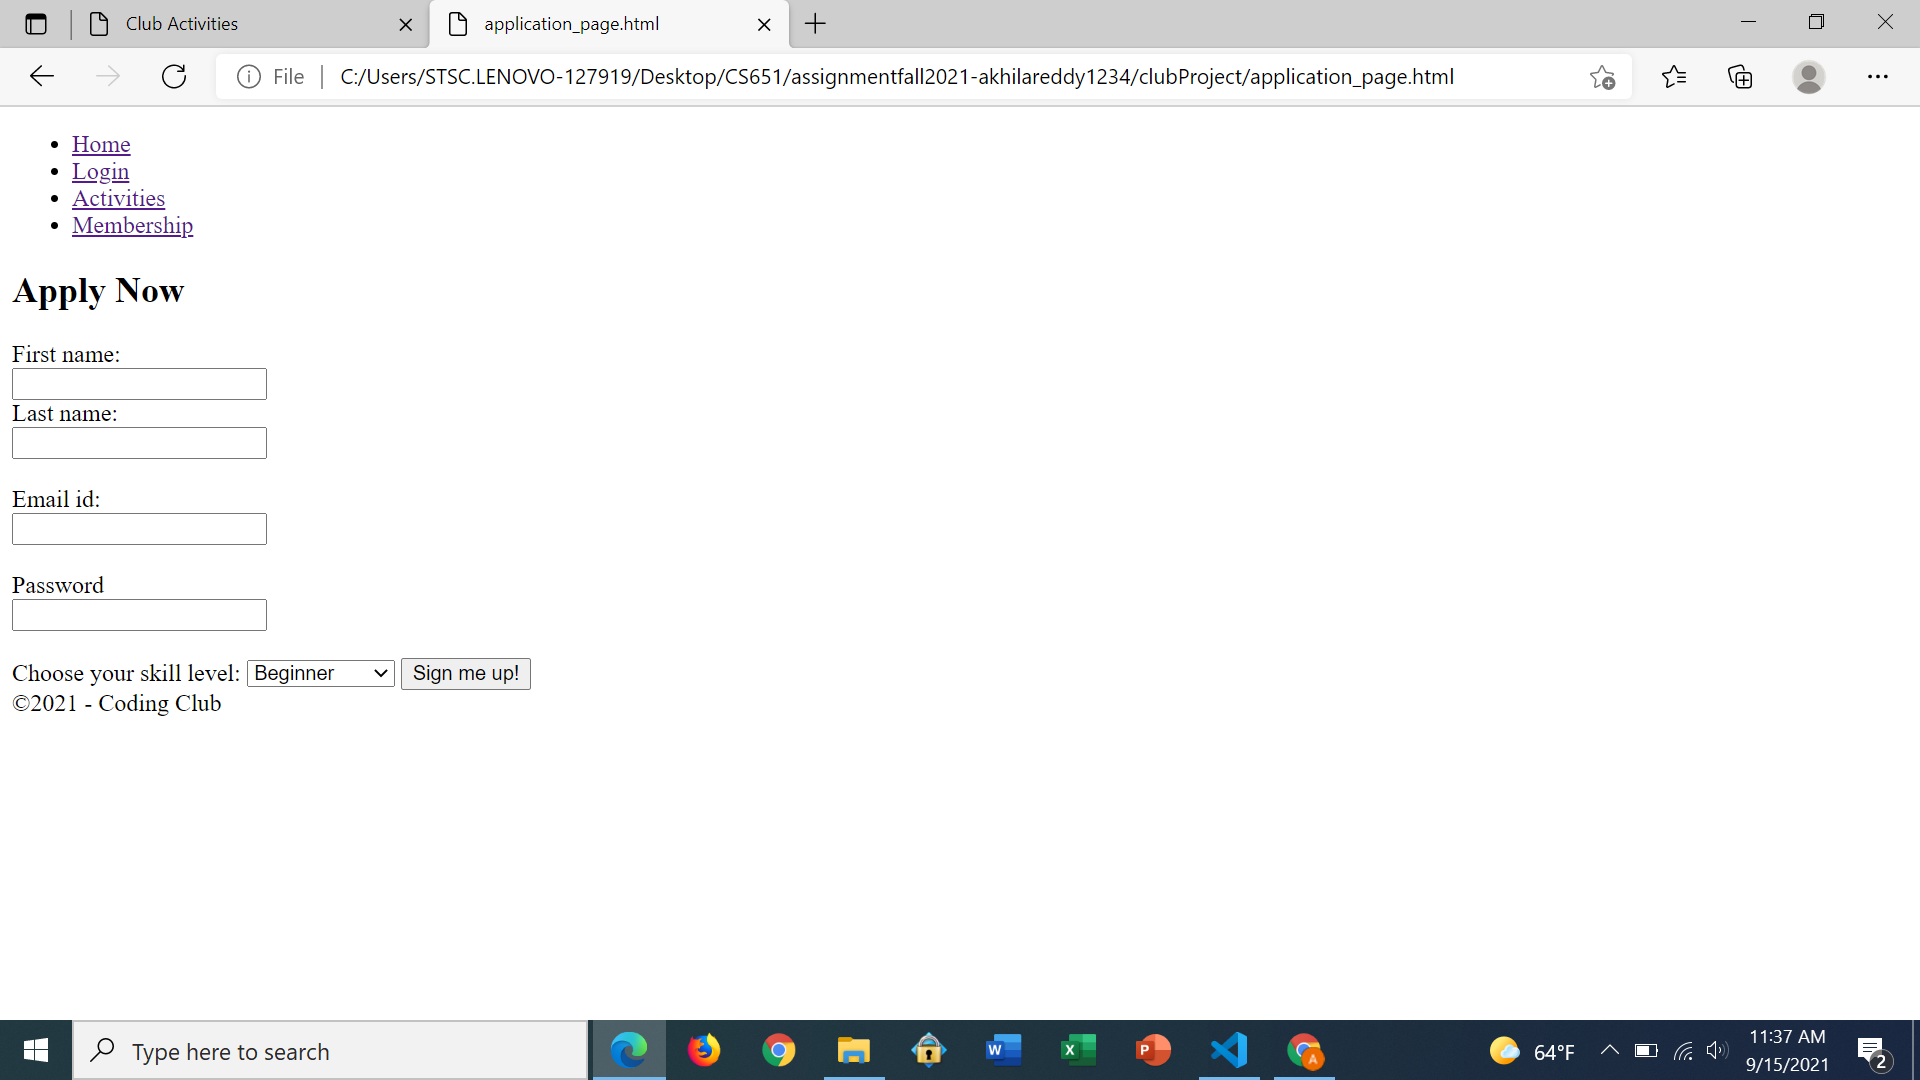 Club Activities
application_page.html
File
C:/Users/STSC.LENOVO-127919/Desktop/CS651/assignmentfall2021-akhilareddy1234/clubProject/application_page.html
Home
Login
Activities
Membership
Apply Now
First name:
Last name:
Email id:
Password
Choose your skill level: Beginner Sign me up!
©2021 - Coding Club
Type here to search
W
X
P
A
64°F
11:37 AM
9/15/2021
2